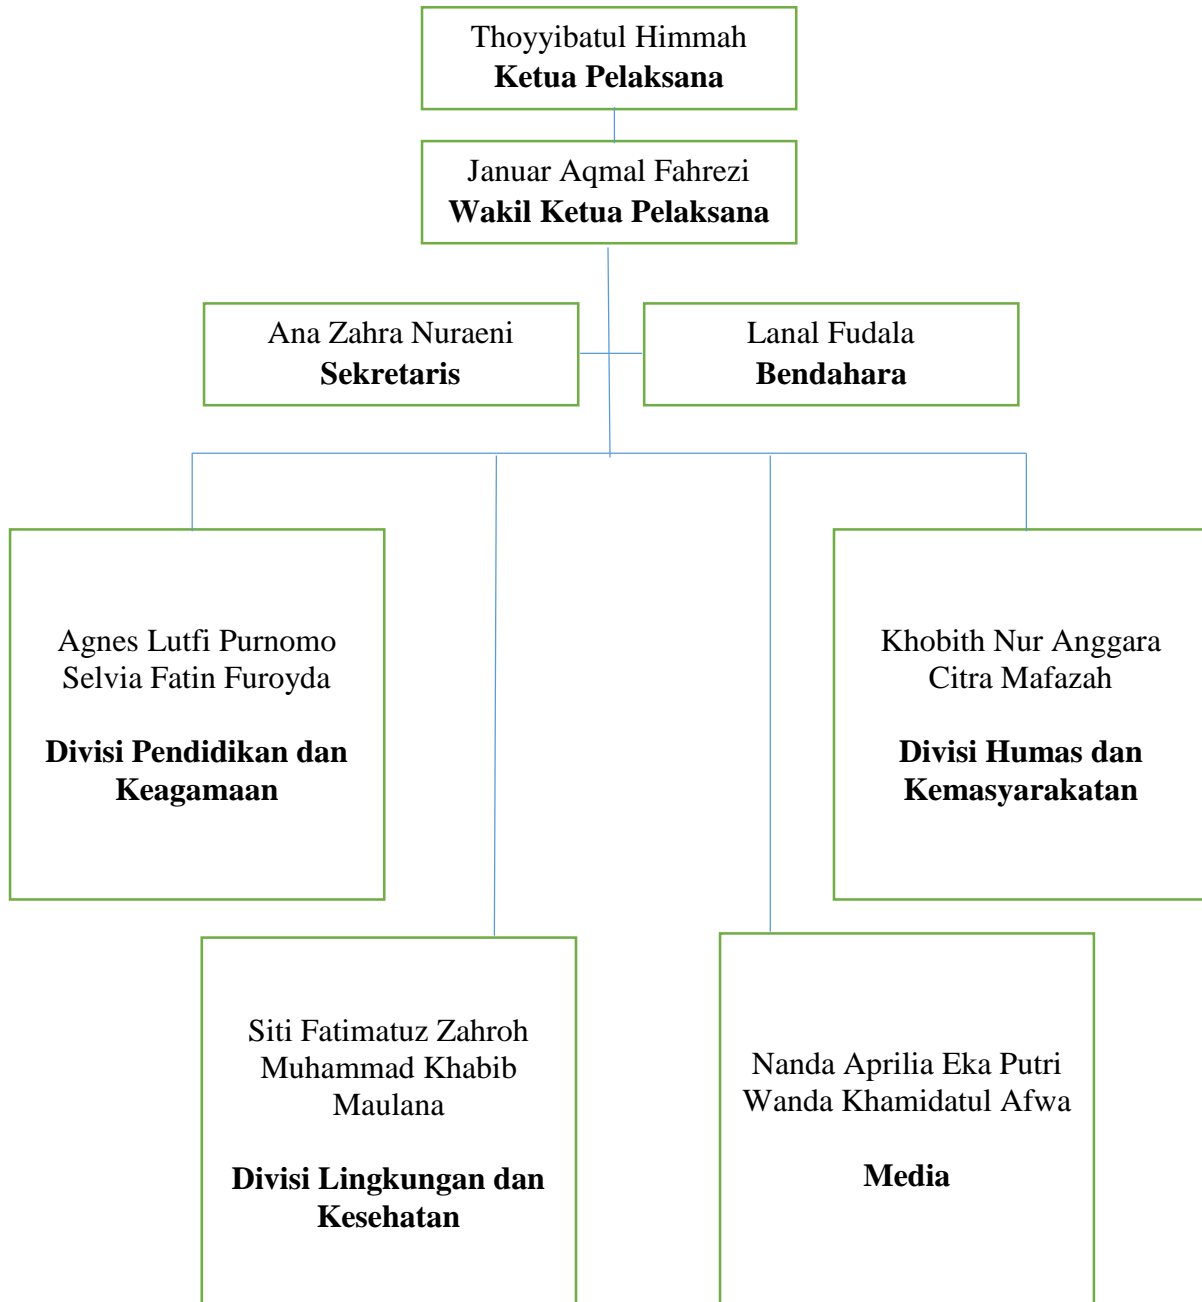 Thoyyibatul Himmah
Ketua Pelaksana
Januar Aqmal Fahrezi
Wakil Ketua Pelaksana
Ana Zahra Nuraeni
Sekretaris
Lanal Fudala
Bendahara
Agnes Lutfi Purnomo
Selvia Fatin Furoyda
Divisi Pendidikan dan
Keagamaan
Khobith Nur Anggara
Citra Mafazah
Divisi Humas dan
Kemasyarakatan
Siti Fatimatuz Zahroh
Muhammad Khabib
Maulana
Divisi Lingkungan dan
Kesehatan
Nanda Aprilia Eka Putri
Wanda Khamidatul Afwa
Media